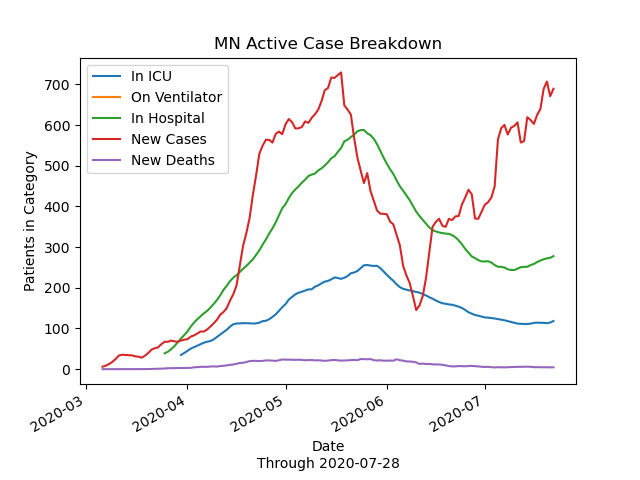 MN Active Case Breakdown
In ICU
On Ventilator
In Hospital
New Cases
New Deaths
Patients in Category
700
600
500
400
300
200
100
0
2020-03
2020-04
2020-05
2020-06
2020-07
Date
Through 2020-07-28